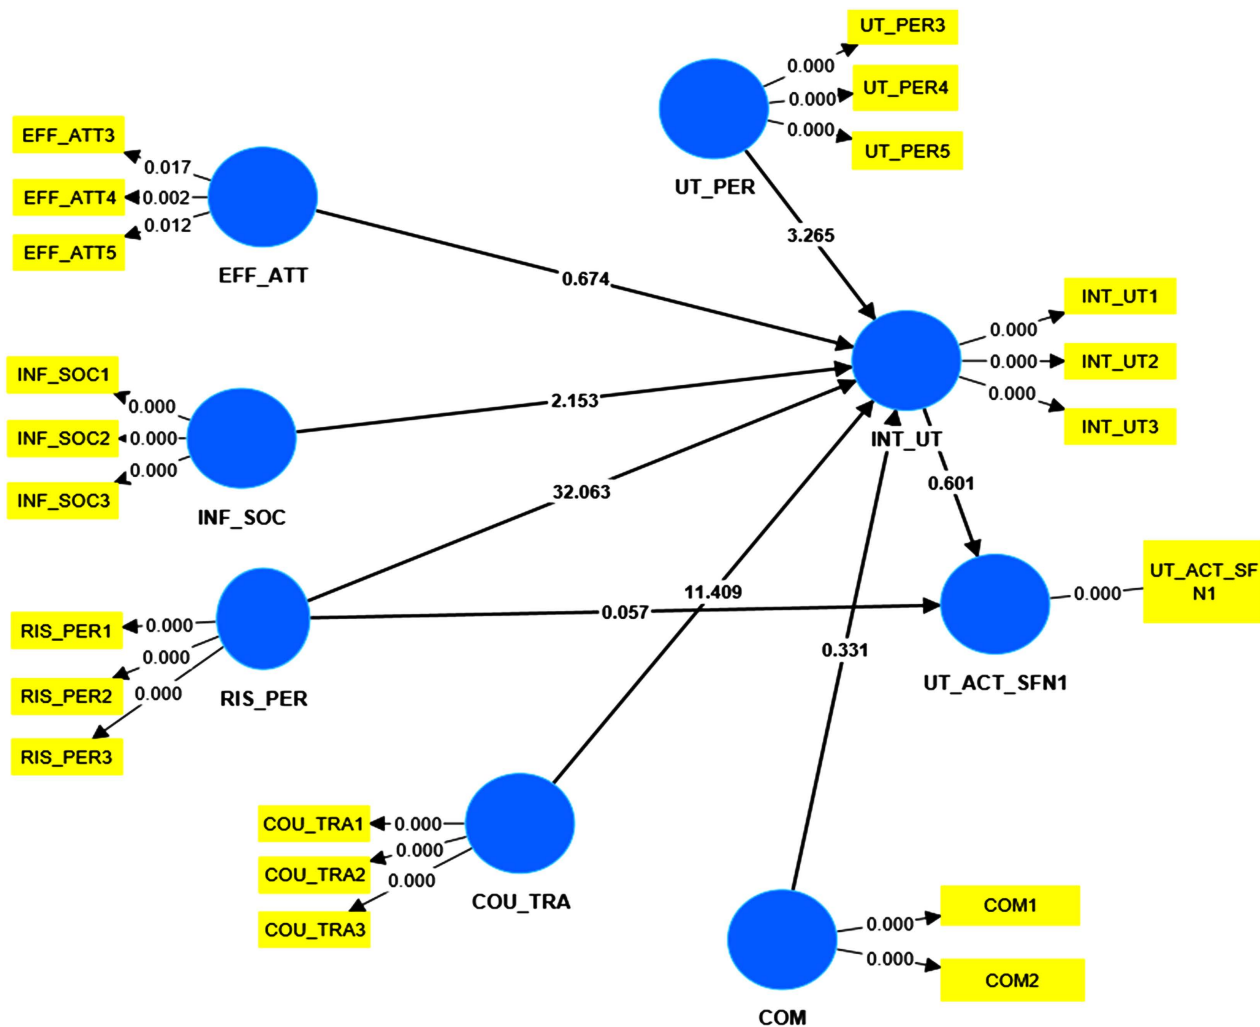 UT_PER3
0.000
UT_PER4
0.000
0.000
UT_PER5
UT_PER
EFF_ATT3
0.017
EFF_ATT4
0.002
0.012
EFF_ATT5
EFF_ATT
3.265
0.674
INT_UT1
0.000
INT_UT2
0.000
0.000
INT_UT3
INT_UT
INF_SOC1
0.000
INF_SOC2
0.000
0.000
INF_SOC3
INF_SOC
2.153
32.063
0.601
11.409
0.057
0.000
UT_ACT_SF
N1
UT_ACT_SFN1
RIS_PER1
0.000
0.000
RIS_PER2
0.000
RIS_PER3
RIS_PER
0.331
COU_TRA1
0.000
0.000
COU_TRA2
0.000
COU_TRA3
COU_TRA
COM1
0.000
0.000
COM2
COM